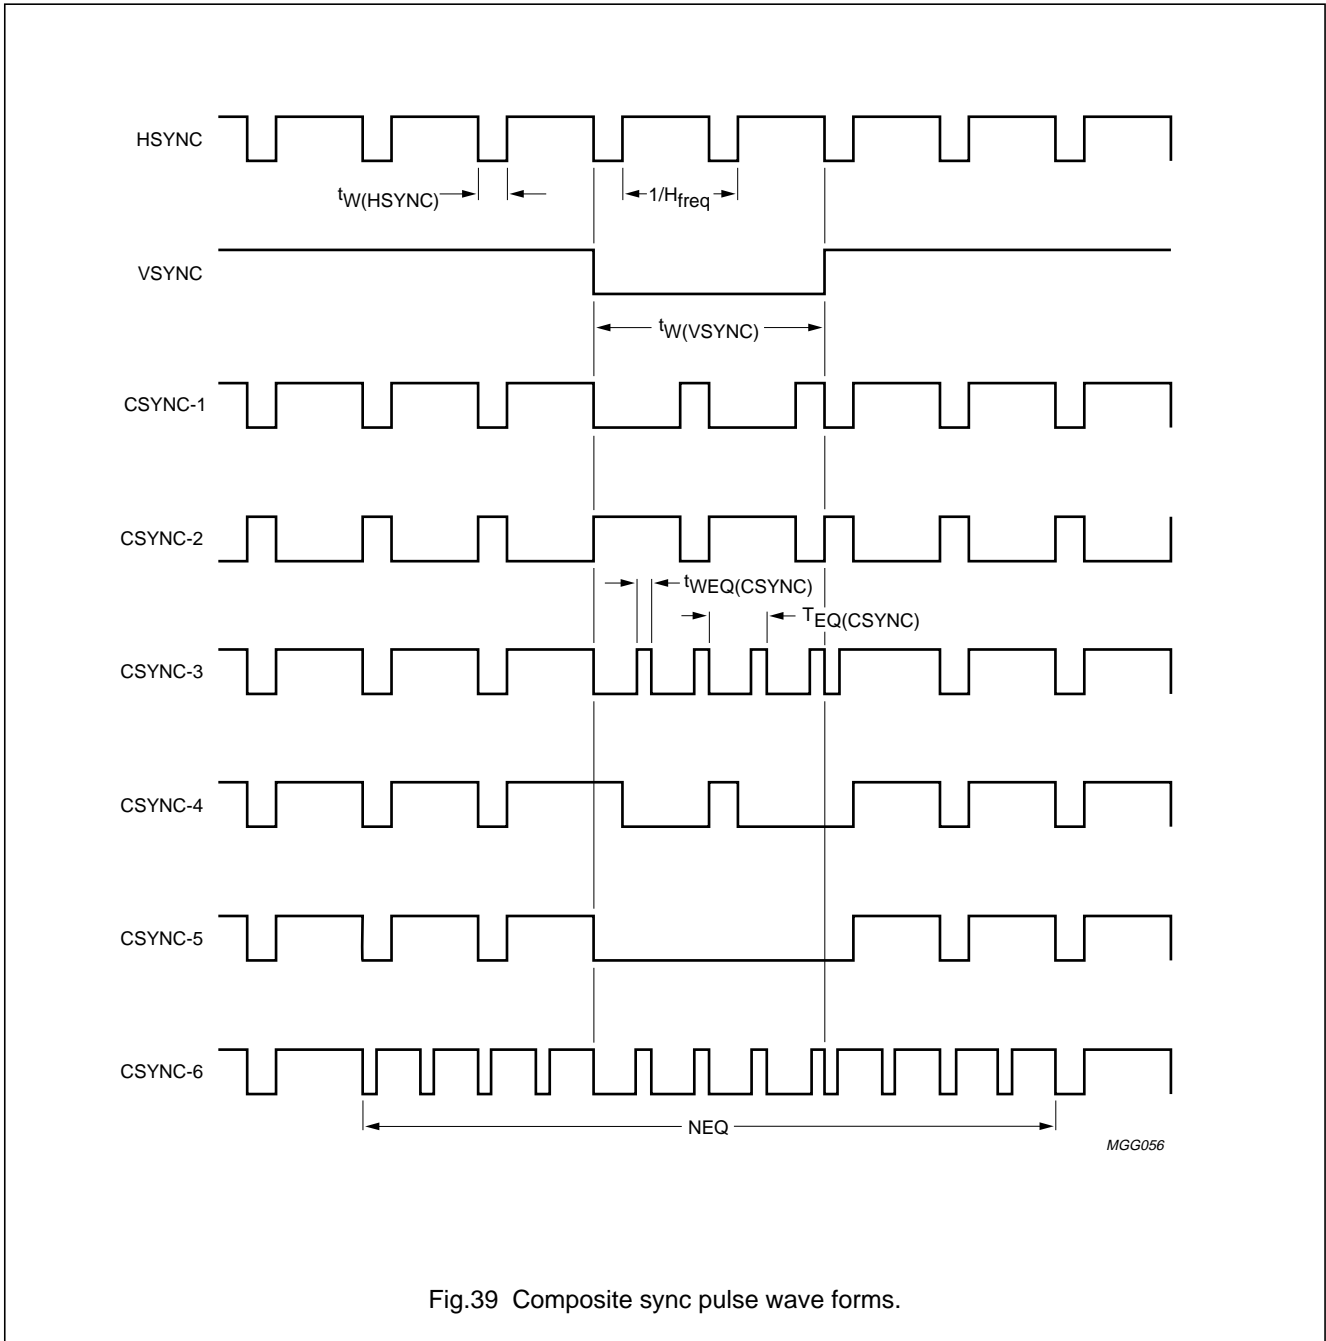 HSYNC
tW(HSYNC)
1/Hfreq
VSYNC
tW(VSYNC)
CSYNC-1
CSYNC-2
tWEQ(CSYNC)
TEQ(CSYNC)
CSYNC-3
CSYNC-4
CSYNC-5
CSYNC-6
NEQ
MGG056
Fig.39 Composite sync pulse wave forms.